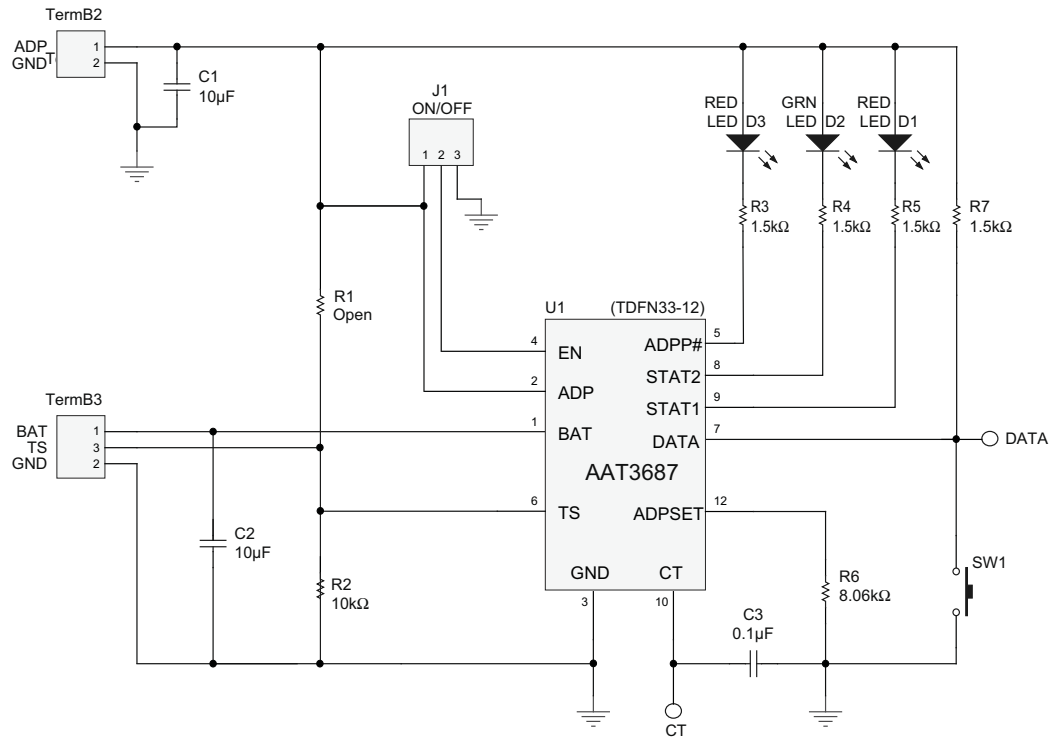 TermB2
ADP
GND
T
1
2
C1
10µF
J1
ON/OFF
1 2 3
RED
LED D3
GRN
LED D2
RED
LED D1
R3
1.5kΩ
R4
1.5kΩ
R5
1.5kΩ
R7
1.5kΩ
R1
Open
U1
(TDFN33-12)
4
EN
2
ADP
1
BAT
6
TS
ADPP#
5
STAT2
8
STAT1
9
DATA
7
DATA
AAT3687
ADPSET
12
GND
CT
3
10
TermB3
BAT
TS
GND
1
3
2
C2
10µF
R2
10kΩ
R6
8.06kΩ
SW1
C3
0.1µF
CT